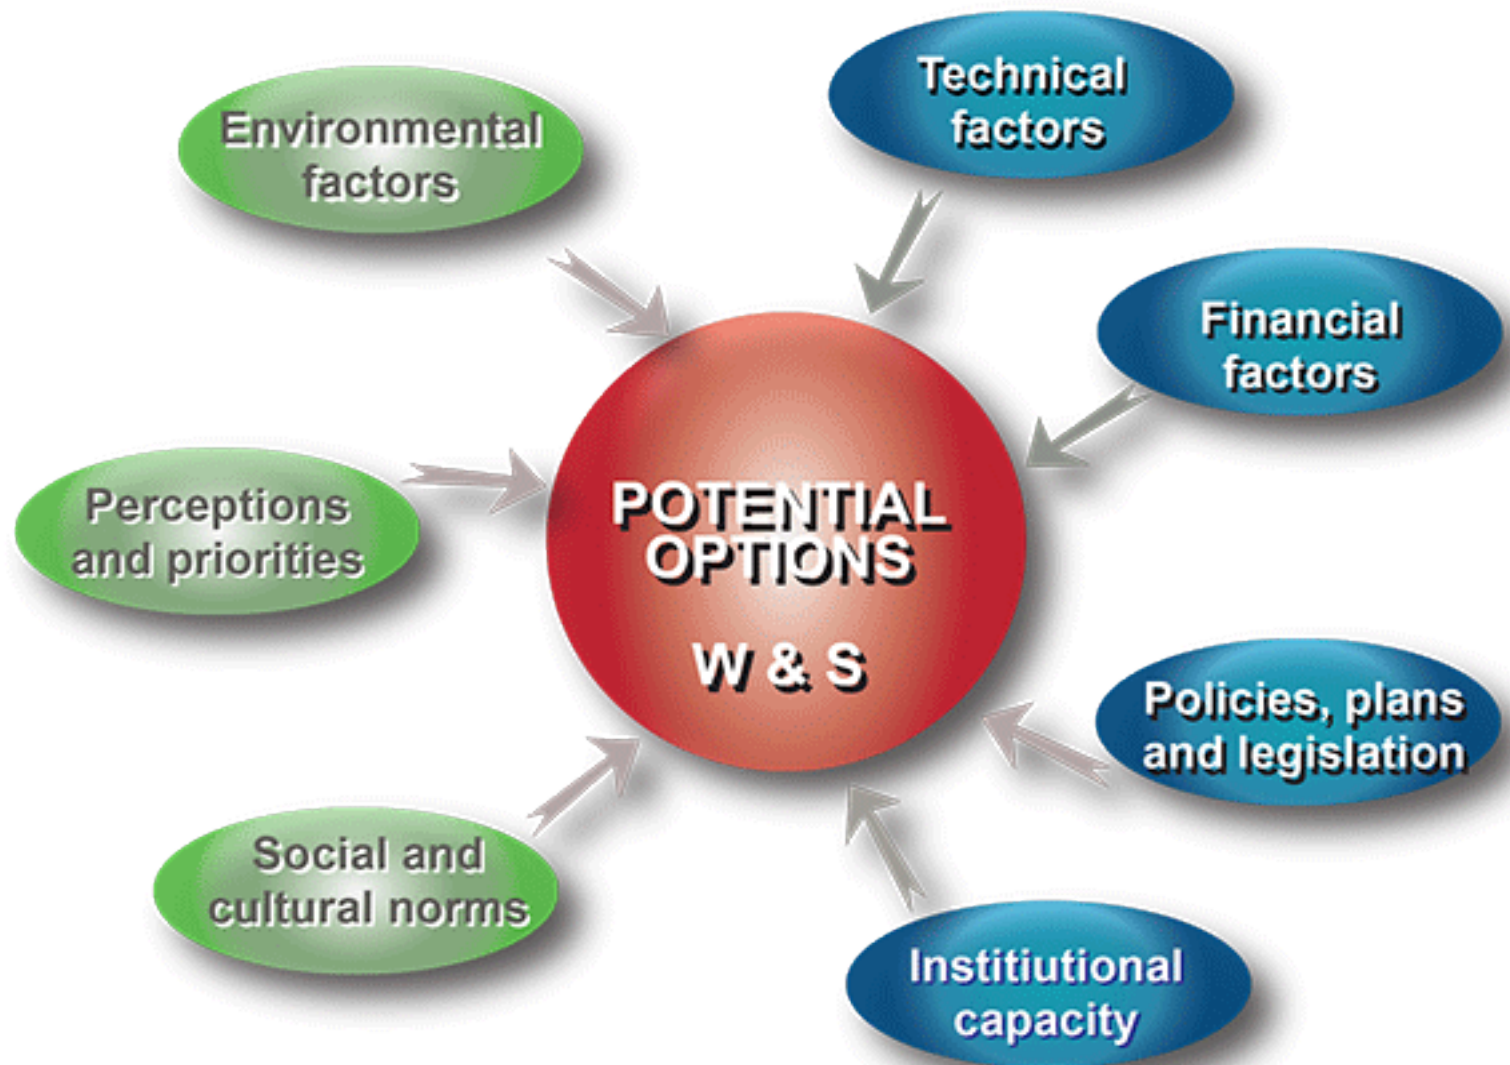 Environmental
factors
Technical
factors
Financial
factors
Perceptions
and priorities
POTENTIAL
OPTIONS
W & S
Policies, plans
and legislation
Social and
cultural norms
Institiutional
capacity